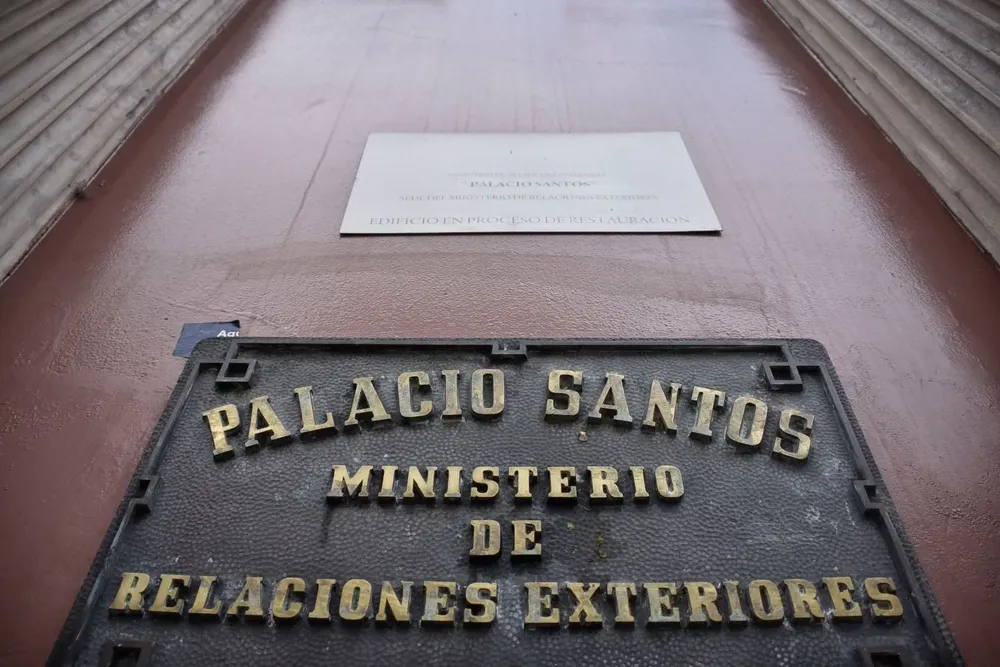 "PALACIO SANTOS"
SEDE DEL MINISTERIO DE RELACIONES EXTERIORES
EDIFICIO EN PROCESO DE RESTAURACION
PALACIO SANTOS
MINISTERIO
DE
RELACIONES EXTERIORES